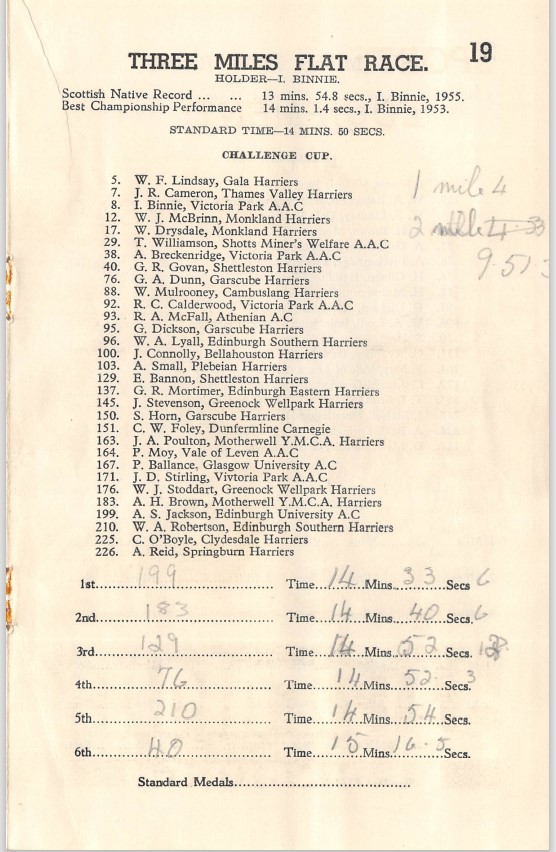 19
THREE MILES FLAT RACE.
HOLDER—I. BINNIE.
Scottish Native Record ... ... 13 mins. 54.8 secs., I. Binnie, 1955.
Best Championship Performance 14 mins. 1.4 secs., I. Binnie, 1953.
STANDARD TIME—14 MINS. 50 SECS.
CHALLENGE CUP.
5. W. F. Lindsay, Gala Harriers
7. J. R. Cameron, Thames Valley Harriers
8. I. Binnie, Victoria Park A.A.C
12. W. J. McBrinn, Monkland Harriers
17. W. Drysdale, Monkland Harriers
29. T. Williamson, Shotts Miner's Welfare A.A.C
38. A. Breckenridge, Victoria Park A.A.C
40. G. R. Govan, Shettleston Harriers
76. G. A. Dunn, Garscube Harriers
88. W. Mulrooney, Cambuslang Harriers
92. R. C. Calderwood, Victoria Park A.A.C
93. R. A. McFall, Athenian A.C
95. G. Dickson, Garscube Harriers
96. W. A. Lyall, Edinburgh Southern Harriers
100. J. Connolly, Bellahouston Harriers
103. A. Small, Plebeian Harriers
129. E. Bannon, Shettleston Harriers
137. G. R. Mortimer, Edinburgh Eastern Harriers
145. J. Stevenson, Greenock Wellpark Harriers
150. S. Horn, Garscube Harriers
151. C. W. Foley, Dunfermline Carnegie
163. J. A. Poulton, Motherwell Y.M.C.A. Harriers
164. P. Moy, Vale of Leven A.A.C
167. P. Ballance, Glasgow University A.C
171. J. D. Stirling, Vivtoria Park A.A.C
176. W. J. Stoddart, Greenock Wellpark Harriers
183. A. H. Brown, Motherwell Y.M.C.A. Harriers
199. A. S. Jackson, Edinburgh University A.C
210. W. A. Robertson, Edinburgh Southern Harriers
225. C. O'Boyle, Clydesdale Harriers
226. A. Reid, Springburn Harriers
1 mile 4
2 mile
9.51
1st 199 Time 14 Mins. 33 Secs 6
2nd 183 Time 14 Mins. 40 Secs. 6
3rd 129 Time 14 Mins. 52 Secs.
4th 76 Time 14 Mins. 52. Secs. 3
5th 210 Time 14 Mins. 54 Secs.
6th 40 Time 15 Mins. 16.5 Secs.
Standard Medals